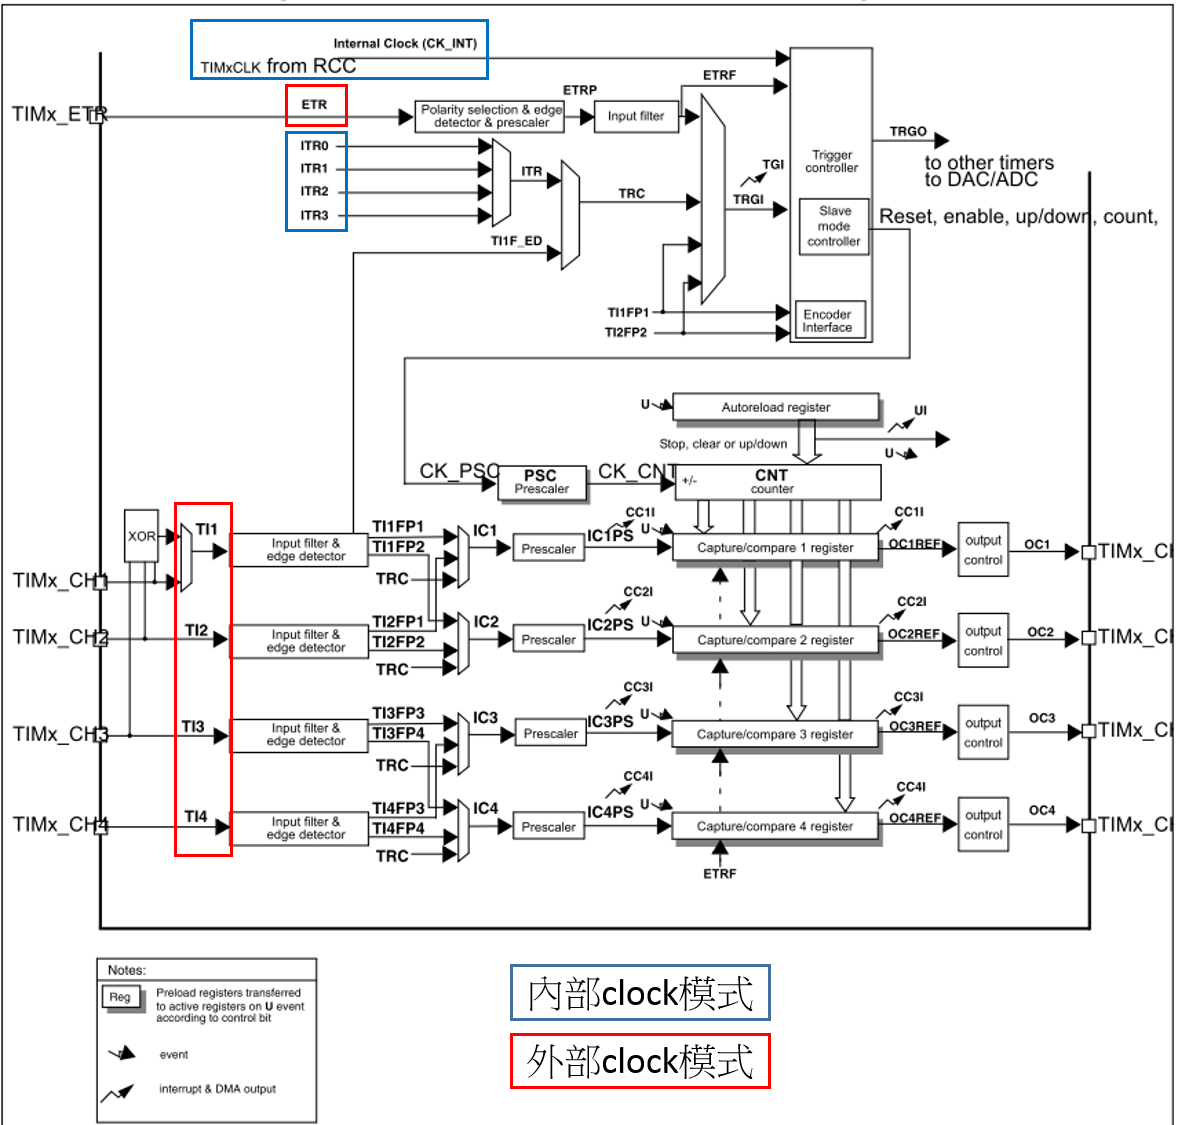 Internal Clock (CK_INT)
TIMxCLK from RCC
ETRF
TIMx_ETR
ETR
ETRP
Polarity selection & edge
detector & prescaler
Input filter
ITR0
ITR1
ITR2
ITR3
ITR
TI1F_ED
TRC
TGI
TRGI
Trigger
controller
Slave
mode
controller
Encoder
Interface
TRGO
to other timers
to DAC/ADC
Reset, enable, up/down, count,
TI1FP1
TI2FP2
U
Autoreload register
UI
U
Stop, clear or up/down
CK_PSC
PSC
Prescaler
CK_CNT
+/-
CNT
counter
XOR
TI1
Input filter &
edge detector
TI1FP1
TI1FP2
TRC
IC1
Prescaler
IC1PS
CC1I
U
Capture/compare 1 register
CC1I
OC1REF
output
control
OC1
TIMx_CH1
TIMx_CH
TIMx_CH2
TI2
Input filter &
edge detector
TI2FP1
TI2FP2
TRC
IC2
Prescaler
IC2PS
CC2I
U
Capture/compare 2 register
CC2I
OC2REF
output
control
OC2
TIMx_CH
TIMx_CH3
TI3
Input filter &
edge detector
TI3FP3
TI3FP4
TRC
IC3
Prescaler
IC3PS
CC3I
U
Capture/compare 3 register
CC3I
OC3REF
output
control
OC3
TIMx_CH
TIMx_CH4
TI4
Input filter &
edge detector
TI4FP3
TI4FP4
TRC
IC4
Prescaler
IC4PS
CC4I
U
Capture/compare 4 register
CC4I
OC4REF
output
control
OC4
TIMx_CH
ETRF
Notes:
Reg
Preload registers transferred
to active registers on U event
according to control bit
event
interrupt & DMA output
內部clock模式
外部clock模式